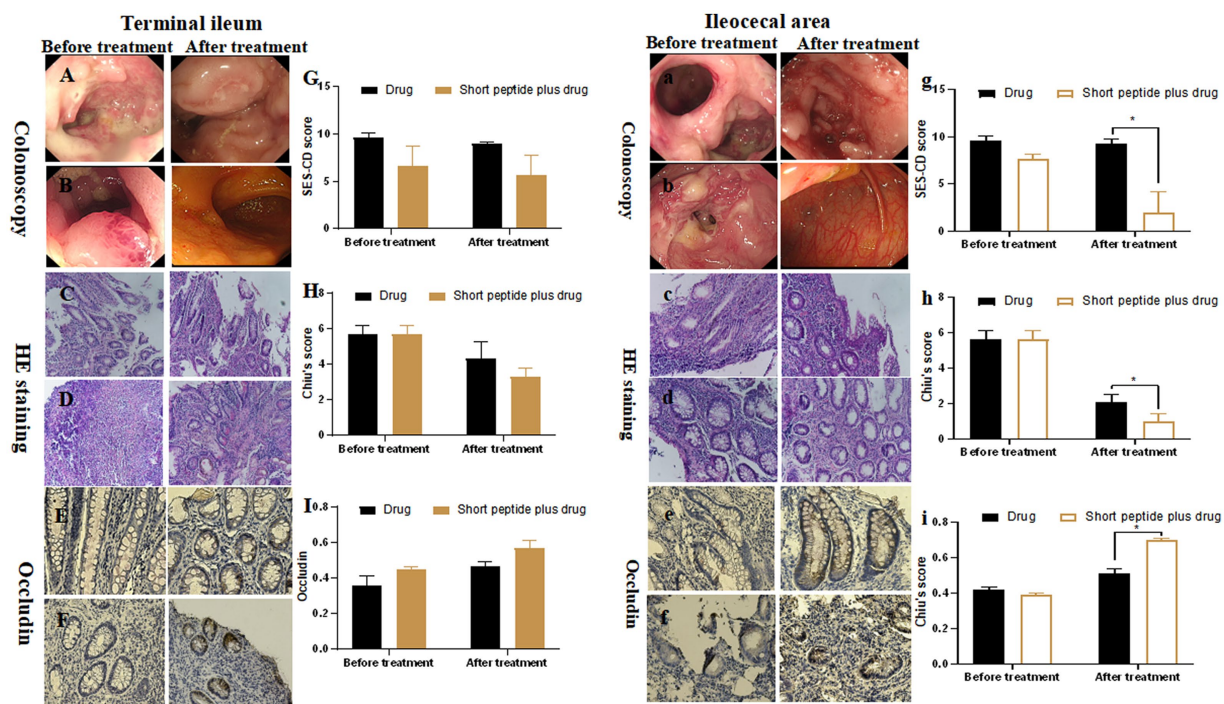 Terminal ileum
Before treatment After treatment
Colonoscopy
A
B
HE staining
C
D
Occludin
E
F
G
Drug Short peptide plus drug
SES-CD score
15
10
5
0
Before treatment After treatment
H
Drug Short peptide plus drug
Chiu's score
8
6
4
2
0
Before treatment After treatment
I
Drug Short peptide plus drug
Occludin
0.8
0.6
0.4
0.2
0.0
Before treatment After treatment
Ileocecal area
Before treatment After treatment
Colonoscopy
a
b
HE staining
c
d
Occludin
e
f
g
Drug Short peptide plus drug
SES-CD score
15
10
5
0
*
Before treatment After treatment
h
Drug Short peptide plus drug
Chiu's score
8
6
4
2
0
*
Before treatment After treatment
i
Drug Short peptide plus drug
Chiu's score
0.8
0.6
0.4
0.2
0.0
*
Before treatment After treatment